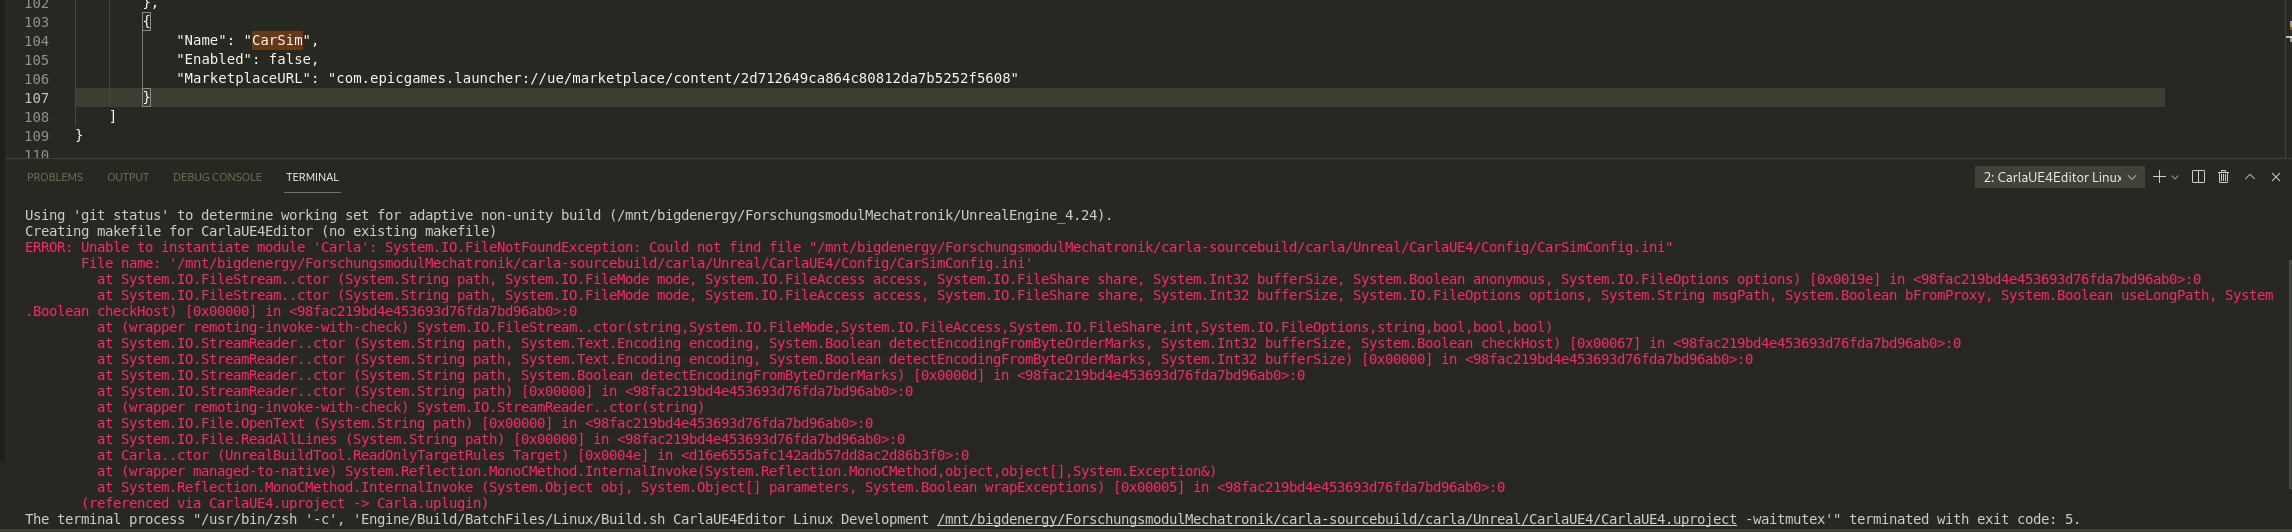 102 },
103 {
104 "Name": "CarSim",
105 "Enabled": false,
106 "MarketplaceURL": "com.epicgames.launcher://ue/marketplace/content/2d712649ca864c80812da7b5252f5608"
107 }
108 ]
109 }
110
PROBLEMS OUTPUT DEBUG CONSOLE TERMINAL 2: CarlaUE4Editor Linux
Using 'git status' to determine working set for adaptive non-unity build (/mnt/bigdenergy/ForschungsmodulMechatronik/UnrealEngine_4.24).
Creating makefile for CarlaUE4Editor (no existing makefile)
ERROR: Unable to instantiate module 'Carla': System.IO.FileNotFoundException: Could not find file "/mnt/bigdenergy/ForschungsmodulMechatronik/carla-sourcebuild/carla/Unreal/CarlaUE4/Config/CarSimConfig.ini"
File name: '/mnt/bigdenergy/ForschungsmodulMechatronik/carla-sourcebuild/carla/Unreal/CarlaUE4/Config/CarSimConfig.ini'
at System.IO.FileStream..ctor (System.String path, System.IO.FileMode mode, System.IO.FileAccess access, System.IO.FileShare share, System.Int32 bufferSize, System.Boolean anonymous, System.IO.FileOptions options) [0x0019e] in <98fac219bd4e453693d76fda7bd96ab0>:0
at System.IO.FileStream..ctor (System.String path, System.IO.FileMode mode, System.IO.FileAccess access, System.IO.FileShare share, System.Int32 bufferSize, System.IO.FileOptions options, System.String msgPath, System.Boolean bFromProxy, System.Boolean useLongPath, System
.Boolean checkHost) [0x00000] in <98fac219bd4e453693d76fda7bd96ab0>:0
at (wrapper remoting-invoke-with-check) System.IO.FileStream..ctor(string,System.IO.FileMode,System.IO.FileAccess,System.IO.FileShare,int,System.IO.FileOptions,string,bool,bool,bool)
at System.IO.StreamReader..ctor (System.String path, System.Text.Encoding encoding, System.Boolean detectEncodingFromByteOrderMarks, System.Int32 bufferSize, System.Boolean checkHost) [0x00067] in <98fac219bd4e453693d76fda7bd96ab0>:0
at System.IO.StreamReader..ctor (System.String path, System.Text.Encoding encoding, System.Boolean detectEncodingFromByteOrderMarks, System.Int32 bufferSize) [0x00000] in <98fac219bd4e453693d76fda7bd96ab0>:0
at System.IO.StreamReader..ctor (System.String path, System.Boolean detectEncodingFromByteOrderMarks) [0x0000d] in <98fac219bd4e453693d76fda7bd96ab0>:0
at System.IO.StreamReader..ctor (System.String path) [0x00000] in <98fac219bd4e453693d76fda7bd96ab0>:0
at (wrapper remoting-invoke-with-check) System.IO.StreamReader..ctor(string)
at System.IO.File.OpenText (System.String path) [0x00000] in <98fac219bd4e453693d76fda7bd96ab0>:0
at System.IO.File.ReadAllLines (System.String path) [0x00000] in <98fac219bd4e453693d76fda7bd96ab0>:0
at Carla..ctor (UnrealBuildTool.ReadOnlyTargetRules Target) [0x0004e] in <d16e6555afc142adb57dd8ac2d86b3f0>:0
at (wrapper managed-to-native) System.Reflection.MonoCMethod.InternalInvoke(System.Reflection.MonoCMethod,object,object[],System.Exception&)
at System.Reflection.MonoCMethod.InternalInvoke (System.Object obj, System.Object[] parameters, System.Boolean wrapExceptions) [0x00005] in <98fac219bd4e453693d76fda7bd96ab0>:0
(referenced via CarlaUE4.uproject -> Carla.uplugin)
The terminal process "/usr/bin/zsh '-c', 'Engine/Build/BatchFiles/Linux/Build.sh CarlaUE4Editor Linux Development /mnt/bigdenergy/ForschungsmodulMechatronik/carla-sourcebuild/carla/Unreal/CarlaUE4/CarlaUE4.uproject -waitmutex'" terminated with exit code: 5.